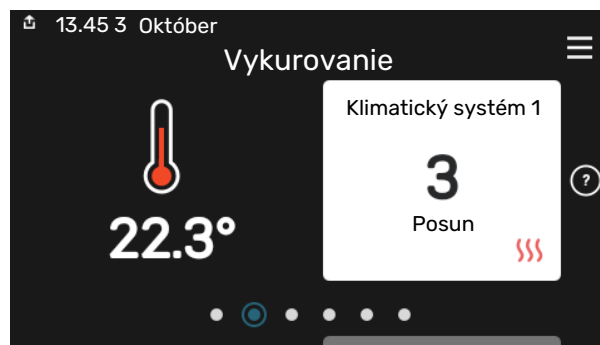 13.45 3 Október
Vykurovanie
Klimatický systém 1
3
Posun
22.3°
?